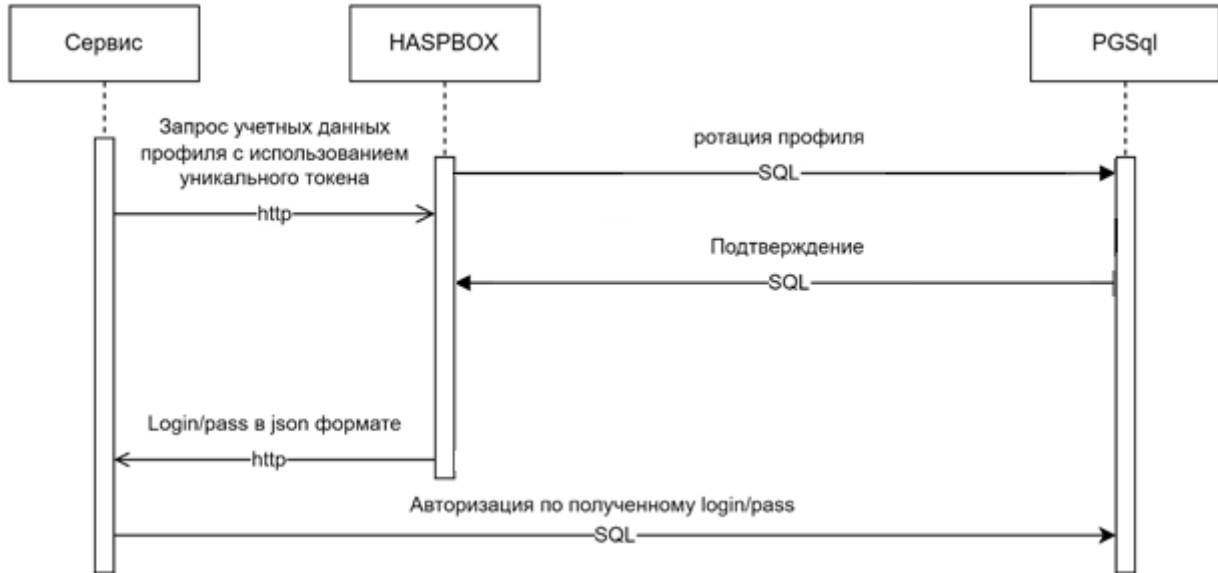 Сервис
HASPBOX
PGSql
Запрос учетных данных
профиля с использованием
уникального токена
http
ротация профиля
SQL
Подтверждение
SQL
Login/pass в json формате
http
Авторизация по полученному login/pass
SQL